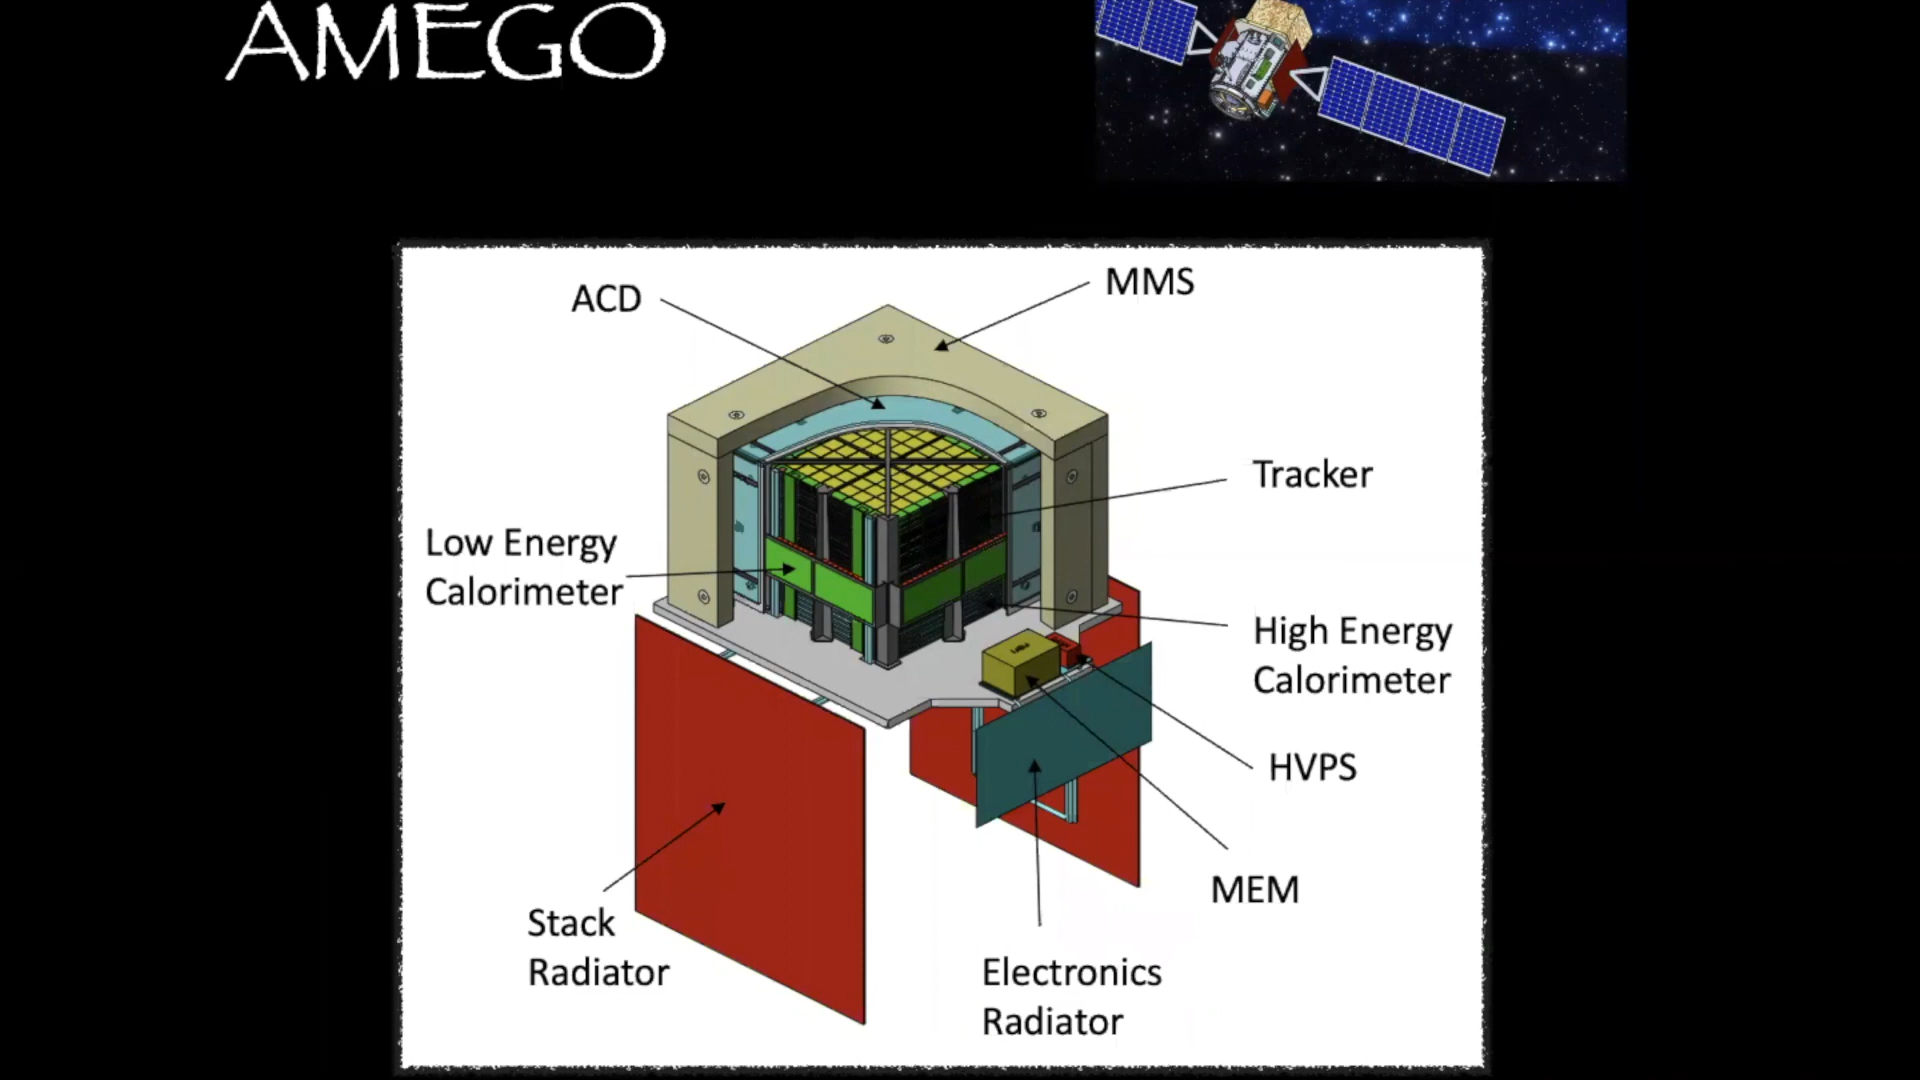 AMEGO
ACD
MMS
Tracker
Low Energy
Calorimeter
High Energy
Calorimeter
HVPS
MEM
Stack
Radiator
Electronics
Radiator